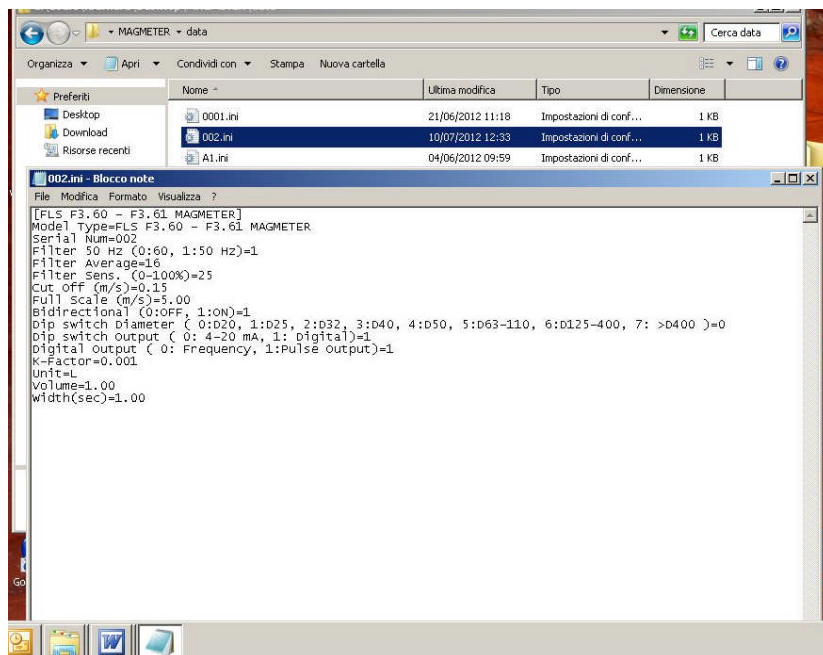 MAGMETER ▸ data
Cerca data
Organizza
Apri
Condividi con
Stampa
Nuova cartella
Preferiti
Desktop
Download
Risorse recenti
Nome
Ultima modifica
Tipo
Dimensione
0001.ini
21/06/2012 11:18
Impostazioni di conf...
1 KB
002.ini
10/07/2012 12:33
Impostazioni di conf...
1 KB
A1.ini
04/06/2012 09:59
Impostazioni di conf...
1 KB
002.ini - Blocco note
File Modifica Formato Visualizza ?
[FLS F3.60 - F3.61 MAGMETER]
Model Type=FLS F3.60 - F3.61 MAGMETER
Serial Num=002
Filter 50 Hz (0:60, 1:50 Hz)=1
Filter Average=16
Filter Sens. (0-100%)=25
Cut Off (m/s)=0.15
Full Scale (m/s)=5.00
Bidirectional (0:OFF, 1:ON)=1
Dip switch Diameter ( 0:D20, 1:D25, 2:D32, 3:D40, 4:D50, 5:D63-110, 6:D125-400, 7: >D400 )=0
Dip switch Output ( 0: 4-20 mA, 1: Digital)=1
Digital Output ( 0: Frequency, 1:Pulse Output)=1
K-Factor=0.001
Unit=L
Volume=1.00
Width(sec)=1.00
Go